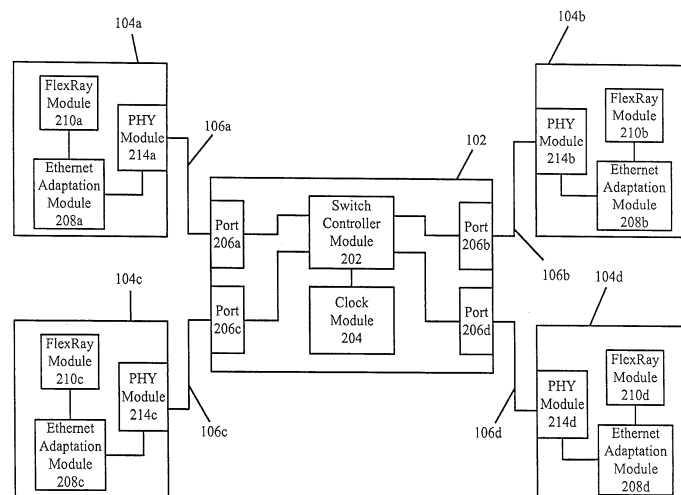 104a
FlexRay
Module
210a
PHY
Module
214a
Ethernet
Adaptation
Module
208a
106a
104b
FlexRay
Module
210b
PHY
Module
214b
Ethernet
Adaptation
Module
208b
106b
102
Port
206a
Switch
Controller
Module
202
Port
206b
Port
206c
Clock
Module
204
Port
206d
104c
FlexRay
Module
210c
PHY
Module
214c
Ethernet
Adaptation
Module
208c
106c
104d
FlexRay
Module
210d
PHY
Module
214d
Ethernet
Adaptation
Module
208d
106d